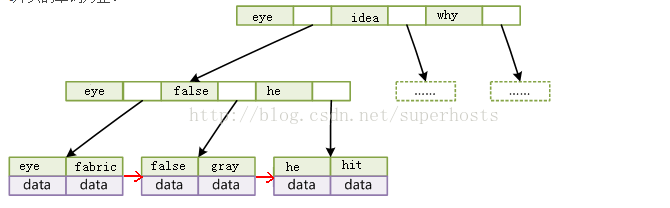 eye idea why
eye false he
...... ......
http://blog.csdn.net/superhosts
eye fabric false gray he hit
data data data data data data